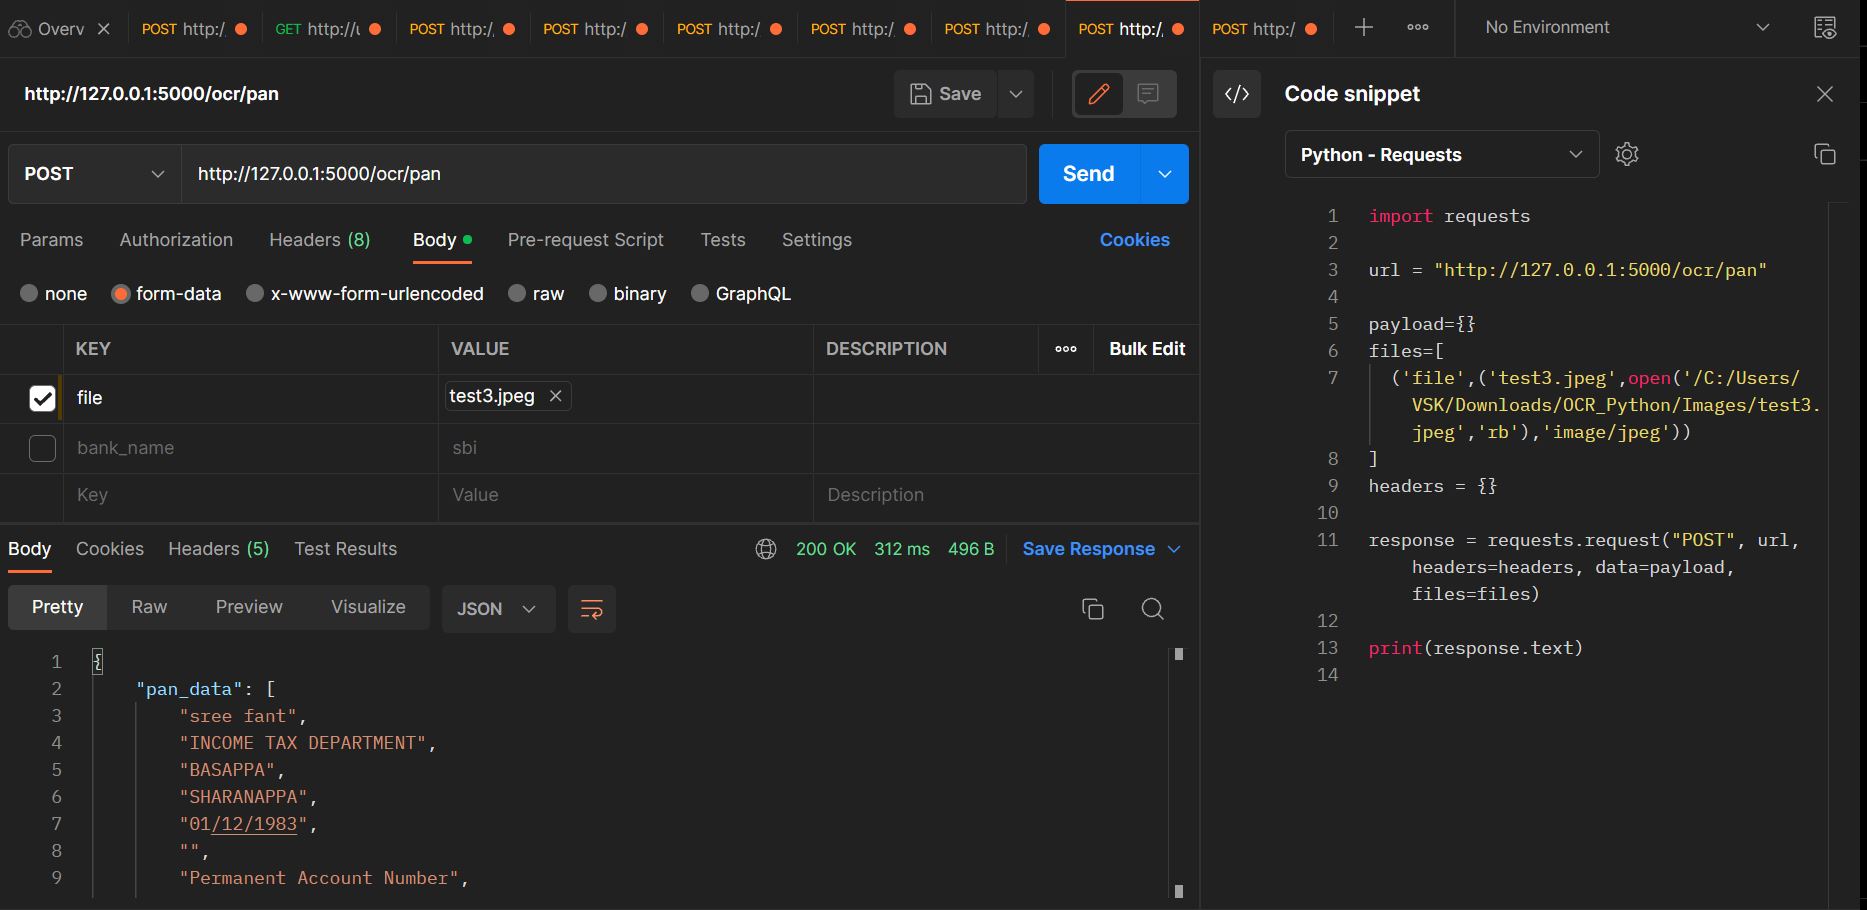 Overv
POST http:/
GET http://
POST http:/
POST http:/
POST http:/
POST http:/
POST http:/
POST http:/
POST http:/
No Environment
http://127.0.0.1:5000/ocr/pan
Save
Code snippet
POST
http://127.0.0.1:5000/ocr/pan
Send
Python - Requests
Params
Authorization
Headers (8)
Body
Pre-request Script
Tests
Settings
Cookies
none
form-data
x-www-form-urlencoded
raw
binary
GraphQL
KEY
VALUE
DESCRIPTION
Bulk Edit
file
test3.jpeg
bank_name
sbi
Key
Value
Description
Body
Cookies
Headers (5)
Test Results
200 OK
312 ms
496 B
Save Response
Pretty
Raw
Preview
Visualize
JSON
1 {
2 "pan_data": [
3 "sree fant",
4 "INCOME TAX DEPARTMENT",
5 "BASAPPA",
6 "SHARANAPPA",
7 "01/12/1983",
8 "",
9 "Permanent Account Number",
1 import requests
2
3 url = "http://127.0.0.1:5000/ocr/pan"
4
5 payload={}
6 files=[
7 ('file',('test3.jpeg',open('/C:/Users/
VSK/Downloads/OCR_Python/Images/test3.
jpeg','rb'),'image/jpeg'))
8 ]
9 headers = {}
10
11 response = requests.request("POST", url,
headers=headers, data=payload,
files=files)
12
13 print(response.text)
14